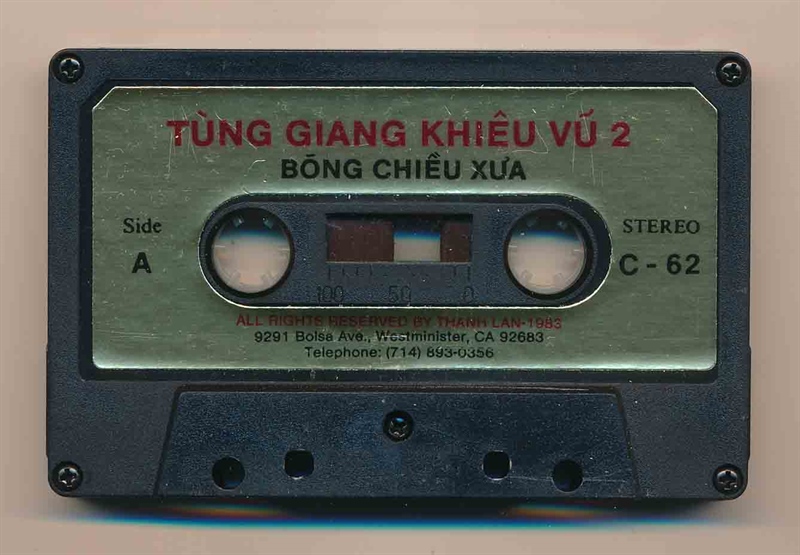 TÙNG GIANG KHIÊU VŨ 2
BÓNG CHIỀU XƯA
Side
A
STEREO
C - 62
100 50 0
ALL RIGHTS RESERVED BY THANH LAN-1983
9291 Bolsa Ave., Westminister, CA 92683
Telephone: (714) 893-0356